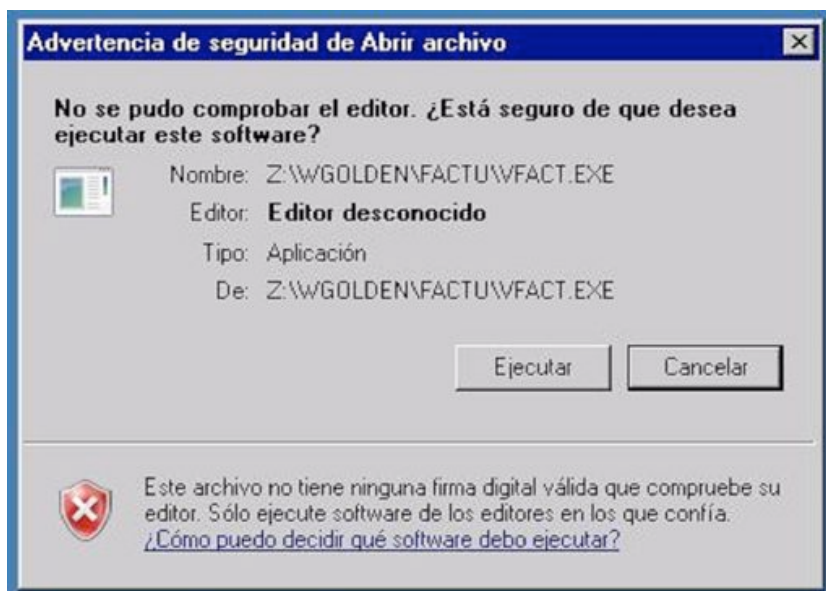 Advertencia de seguridad de Abrir archivo
No se pudo comprobar el editor. ¿Está seguro de que desea
ejecutar este software?
Nombre: Z:\WGOLDEN\FACTU\VFACT.EXE
Editor: Editor desconocido
Tipo: Aplicación
De: Z:\WGOLDEN\FACTU\VFACT.EXE
Ejecutar Cancelar
Este archivo no tiene ninguna firma digital válida que compruebe su
editor. Sólo ejecute software de los editores en los que confía.
¿Cómo puedo decidir qué software debo ejecutar?